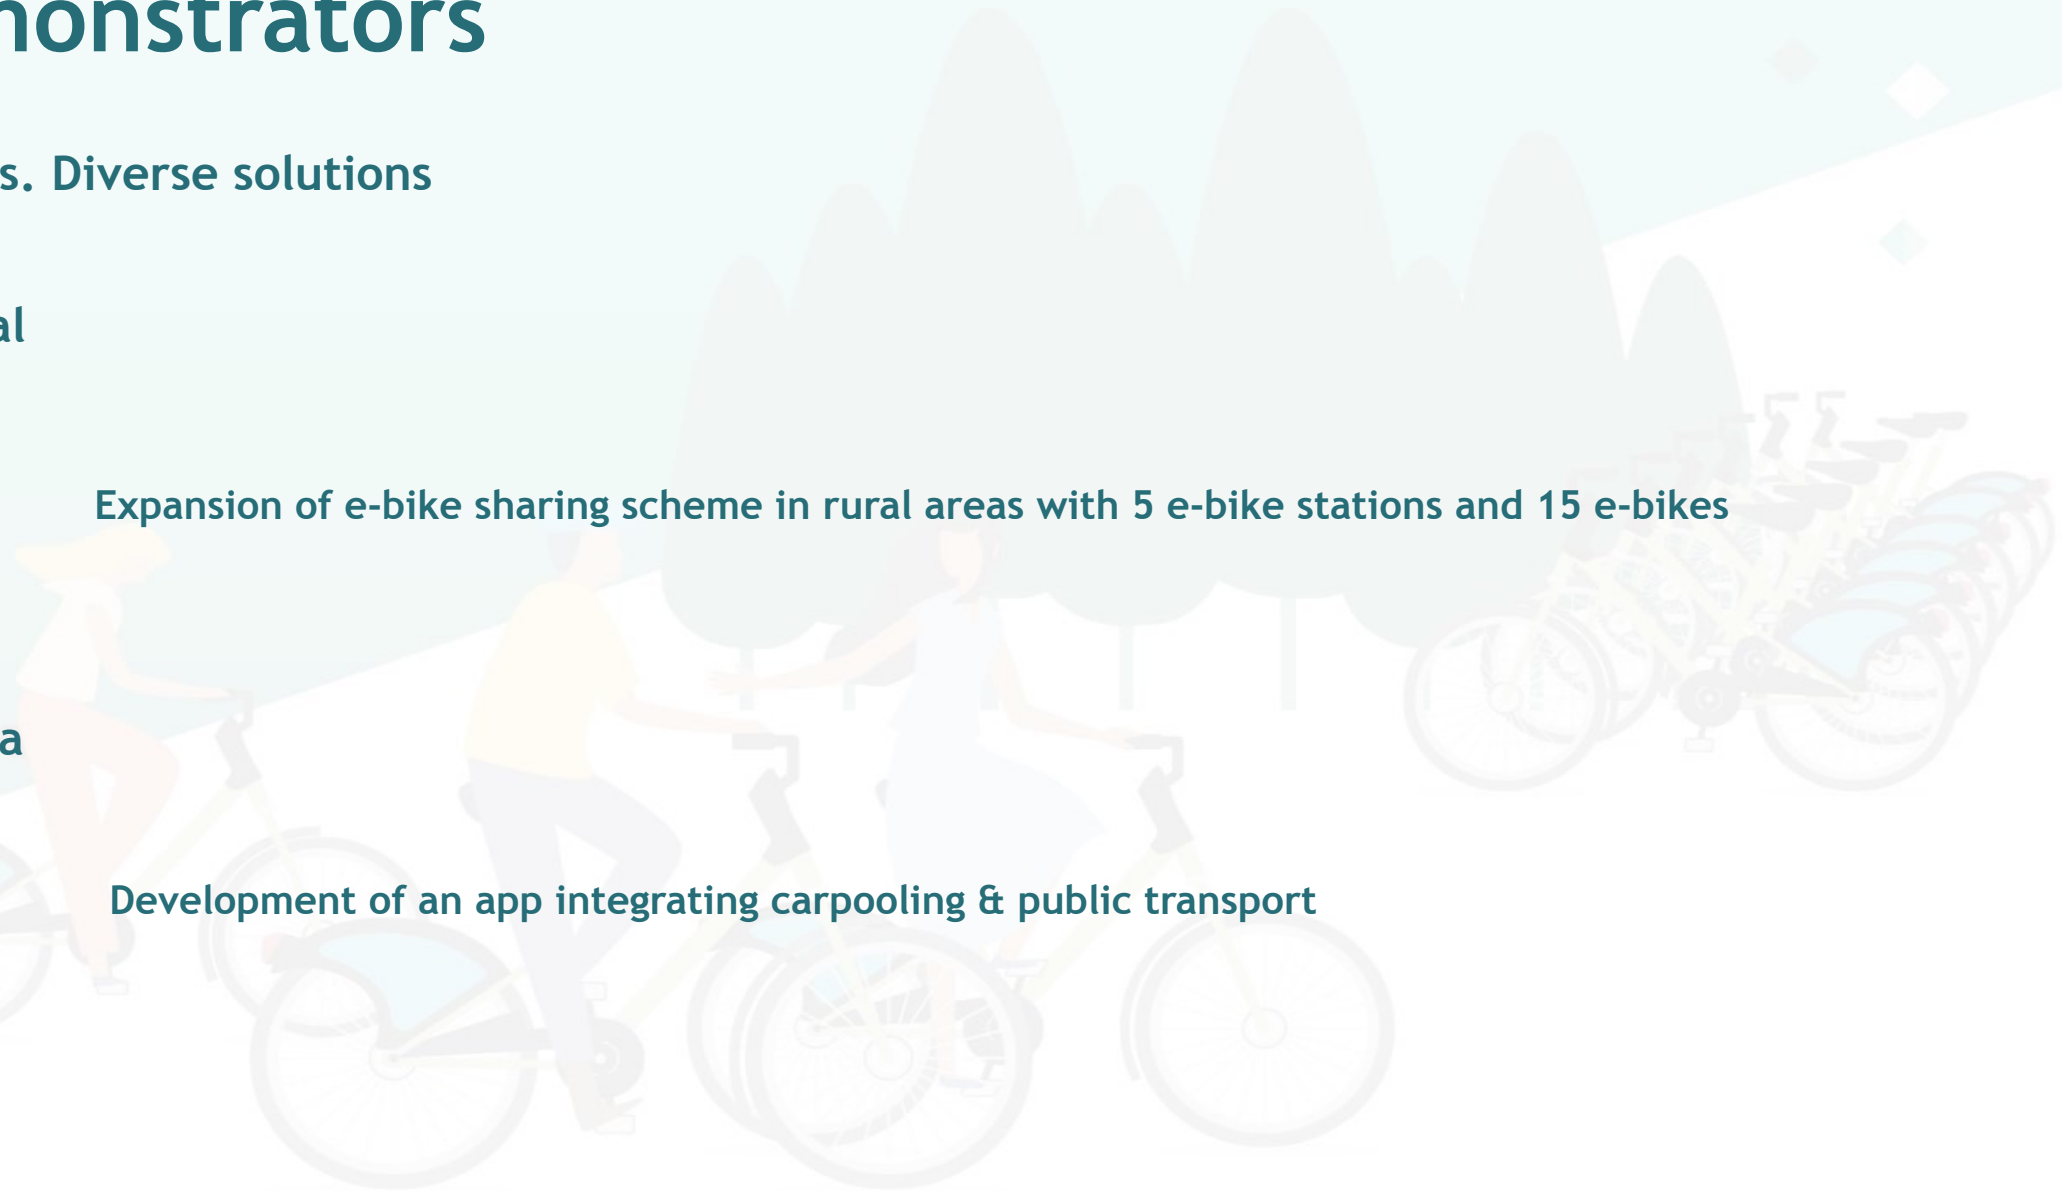 monstrators
s. Diverse solutions
al
Expansion of e-bike sharing scheme in rural areas with 5 e-bike stations and 15 e-bikes
a
Development of an app integrating carpooling & public transport